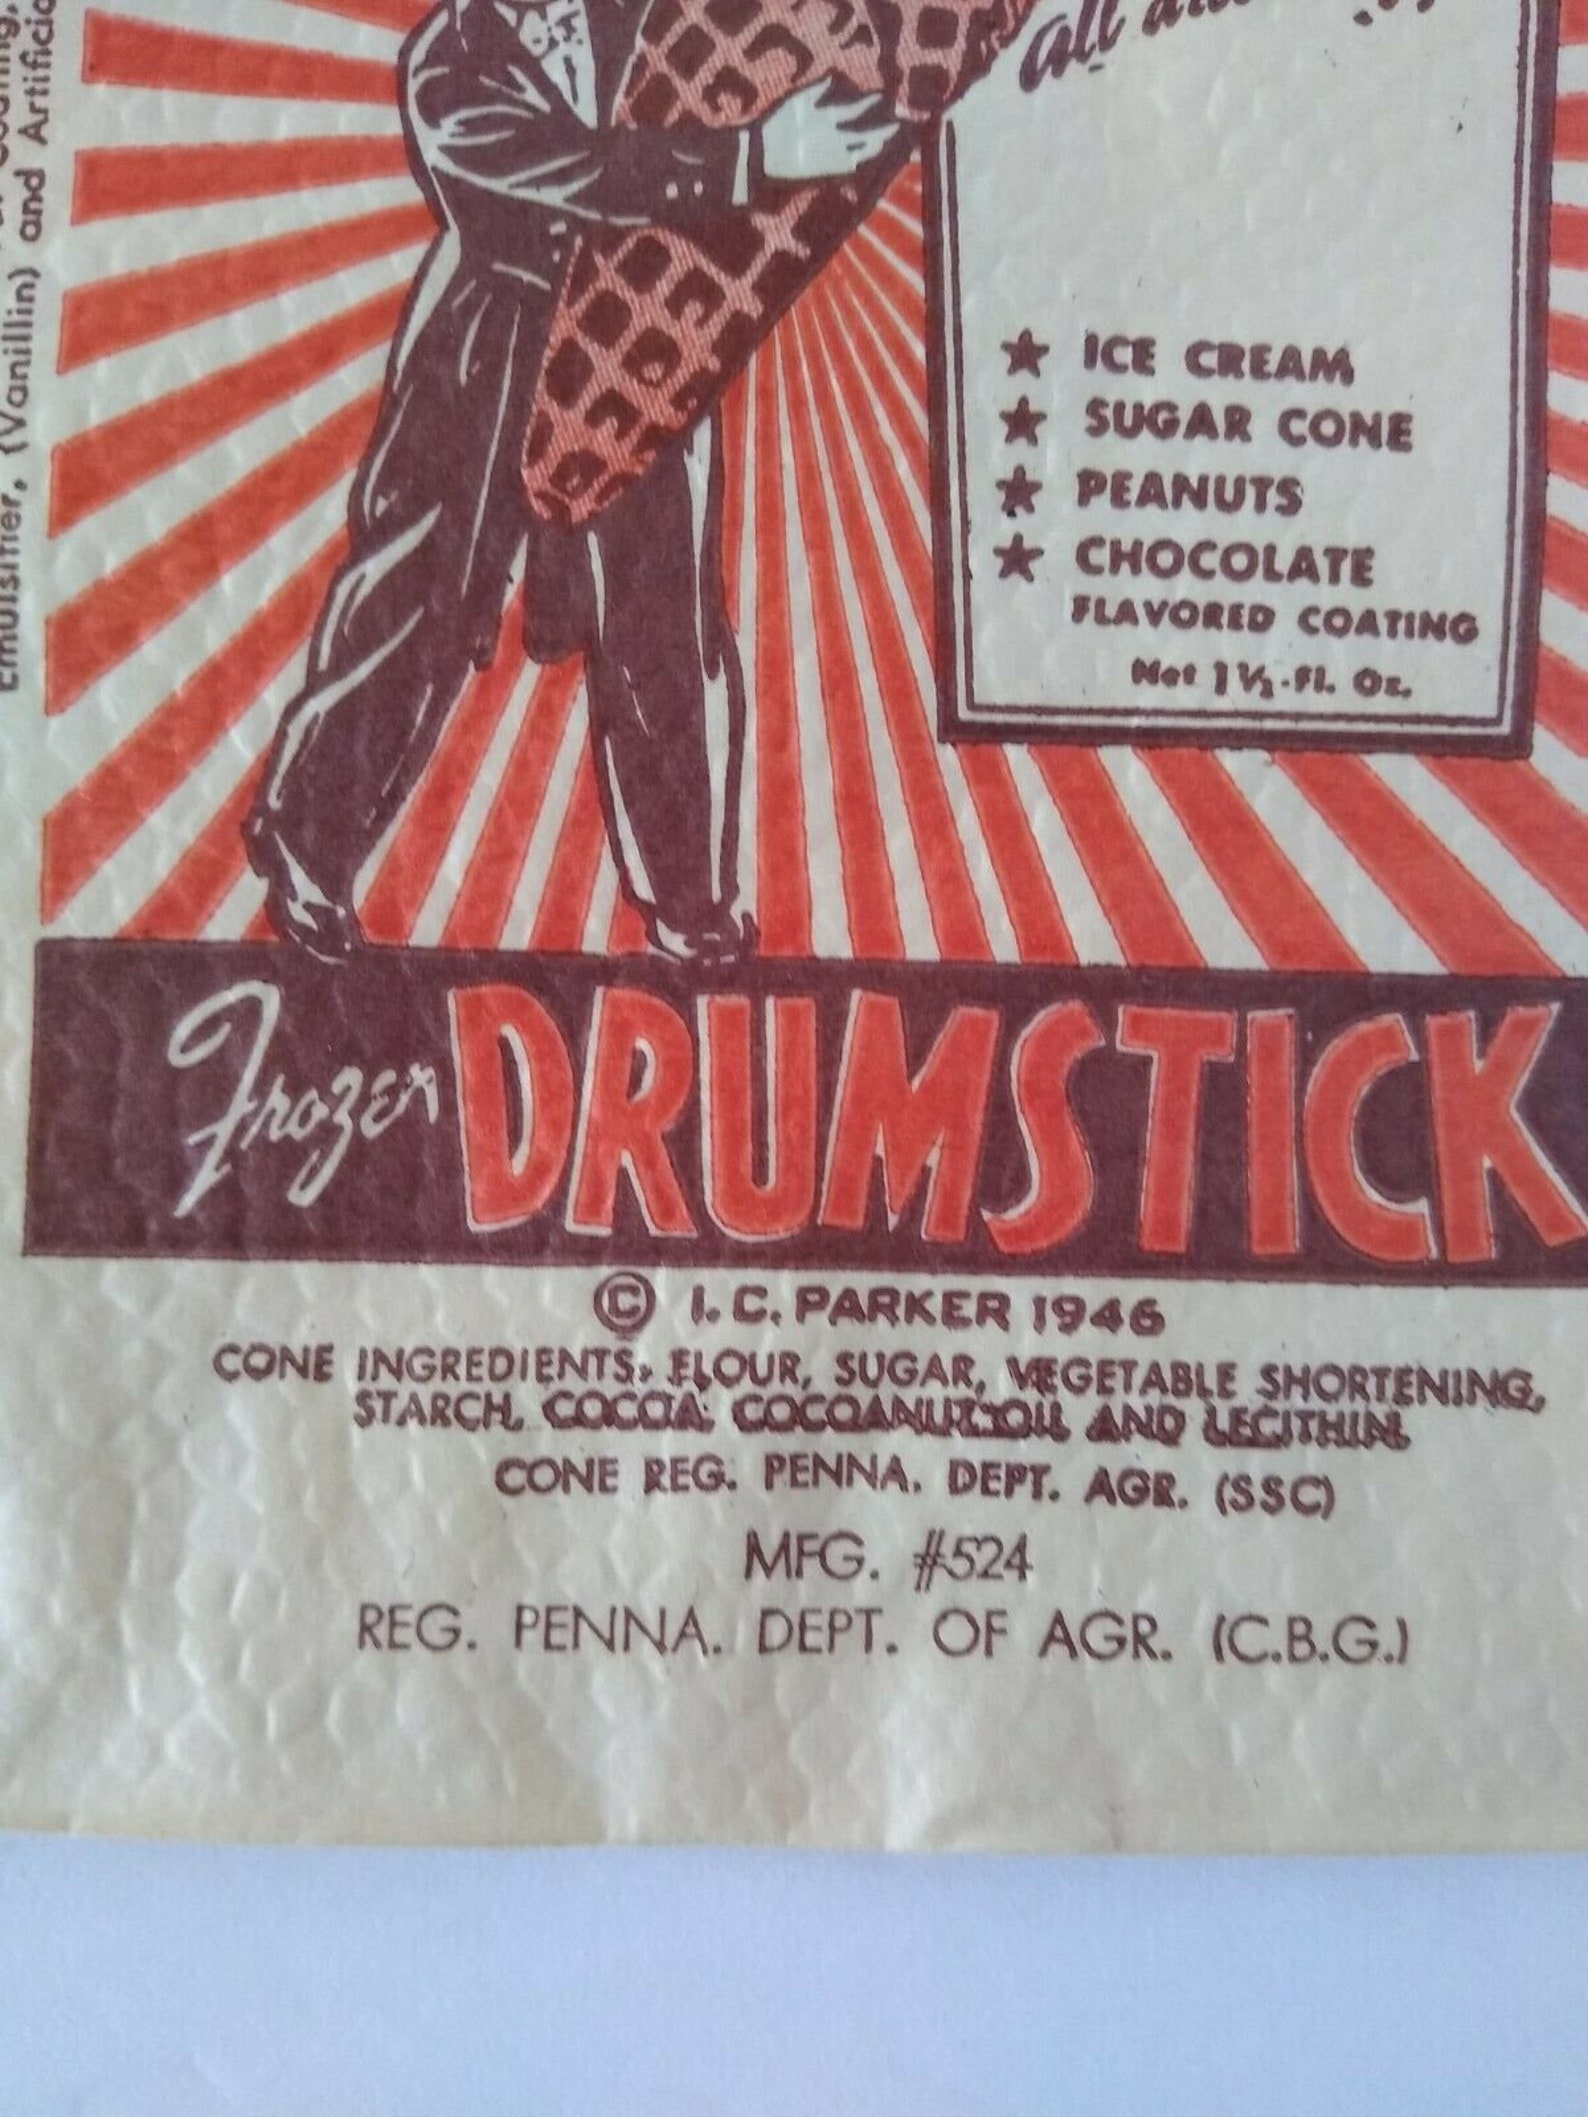 all
★ ICE CREAM
★ SUGAR CONE
★ PEANUTS
★ CHOCOLATE
FLAVORED COATING
Net 1½-Fl. Oz.
Emulsifier, (Vanillin) and Artificial
Coating,
Frozen DRUMSTICK
© I. C. PARKER 1946
CONE INGREDIENTS, FLOUR, SUGAR, VEGETABLE SHORTENING,
STARCH, COCOA, COCOANUT OIL AND LECITHIN
CONE REG. PENNA. DEPT. AGR. (SSC)
MFG. #524
REG. PENNA. DEPT. OF AGR. (C.B.G.)